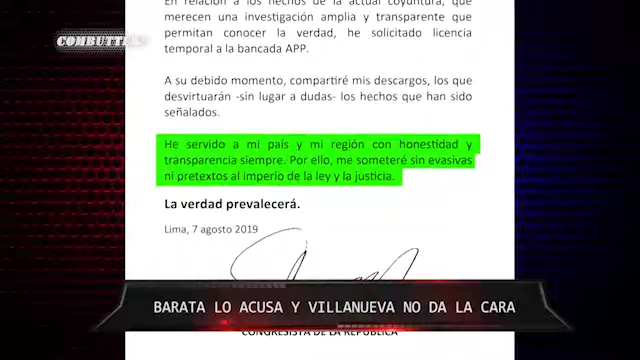 En relación a los hechos de la actual coyuntura, que
merecen una investigación amplia y transparente que
permitan conocer la verdad, he solicitado licencia
temporal a la bancada APP.
A su debido momento, compartiré mis descargos, los que
desvirtuarán -sin lugar a dudas- los hechos que han sido
señalados.
He servido a mi país y mi región con honestidad y
transparencia siempre. Por ello, me someteré sin evasivas
ni pretextos al imperio de la ley y la justicia.
La verdad prevalecerá.
Lima, 7 agosto 2019
BARATA LO ACUSA Y VILLANUEVA NO DA LA CARA
CONGRESISTA DE LA REPÚBLICA